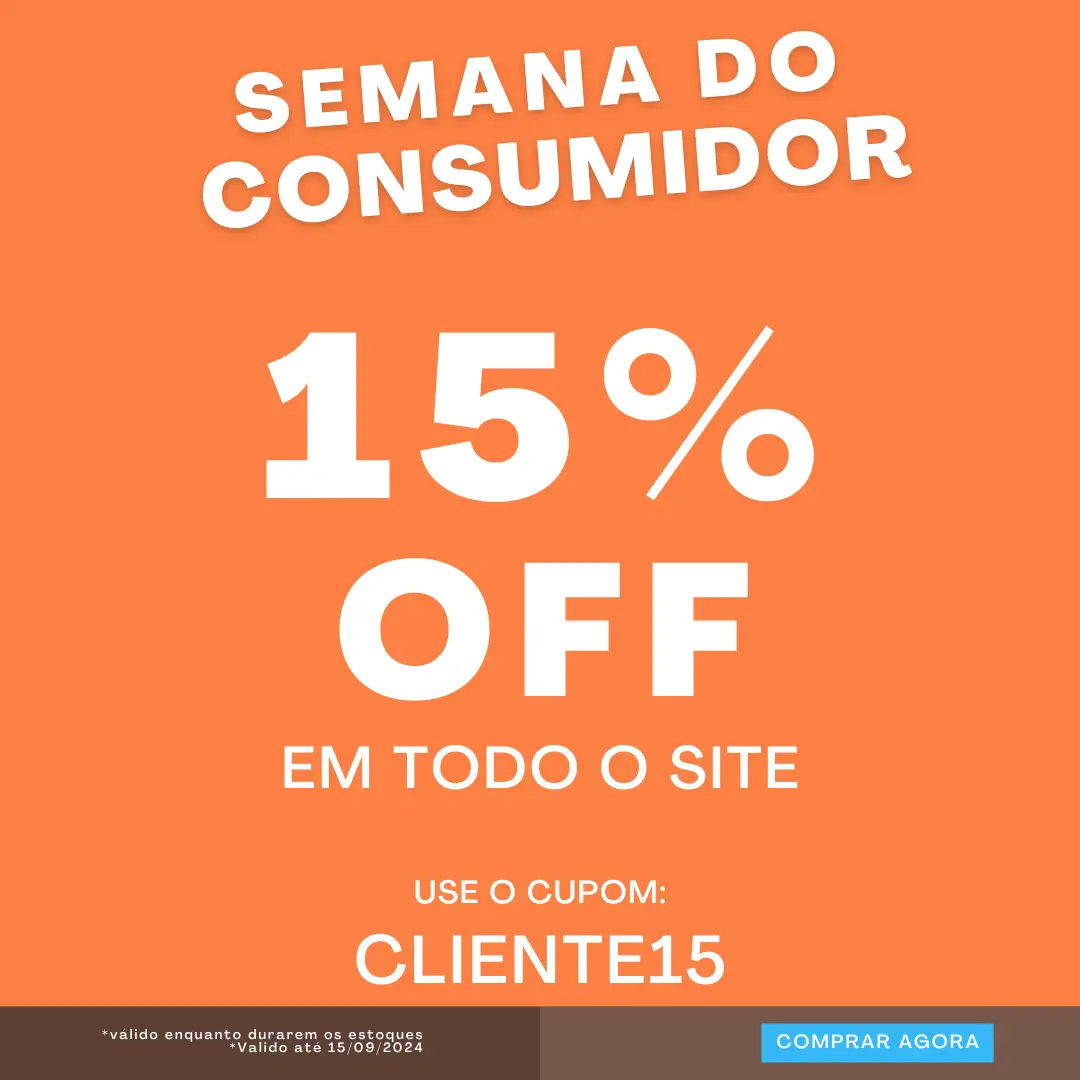 SEMANA DO
CONSUMIDOR
15%
OFF
EM TODO O SITE
USE O CUPOM:
CLIENTE15
*válido enquanto durarem os estoques
*Valido até 15/09/2024
COMPRAR AGORA